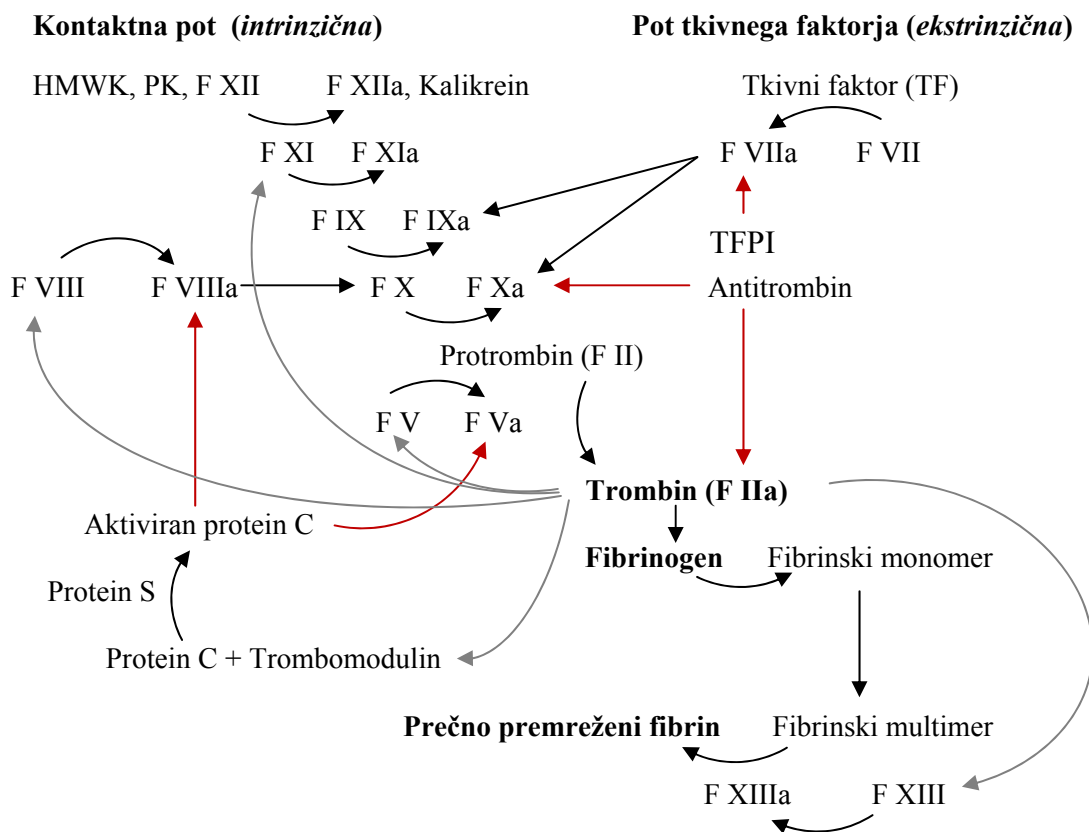 Kontaktna pot (intrinzična)
Pot tkivnega faktorja (ekstrinzična)
HMWK, PK, F XII
F XIIa, Kalikrein
Tkivni faktor (TF)
F XI
F XIa
F VIIa
F VII
F IX
F IXa
TFPI
F VIII
F VIIIa
F X
F Xa
Antitrombin
Protrombin (F II)
F V
F Va
Trombin (F IIa)
Aktiviran protein C
Fibrinogen
Fibrinski monomer
Protein S
Protein C + Trombomodulin
Prečno premreženi fibrin
Fibrinski multimer
F XIIIa
F XIII